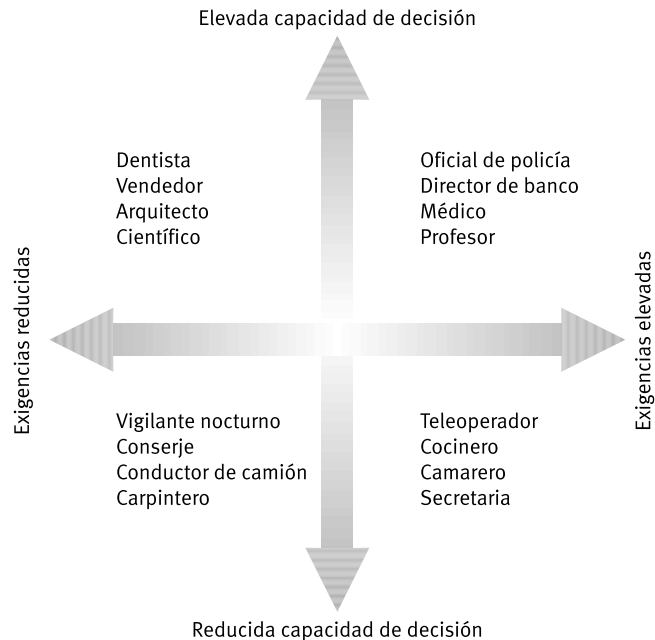 Elevada capacidad de decisión
Dentista
Vendedor
Arquitecto
Científico
Oficial de policía
Director de banco
Médico
Profesor
Exigencias reducidas
Exigencias elevadas
Vigilante nocturno
Conserje
Conductor de camión
Carpintero
Teleoperador
Cocinero
Camarero
Secretaria
Reducida capacidad de decisión